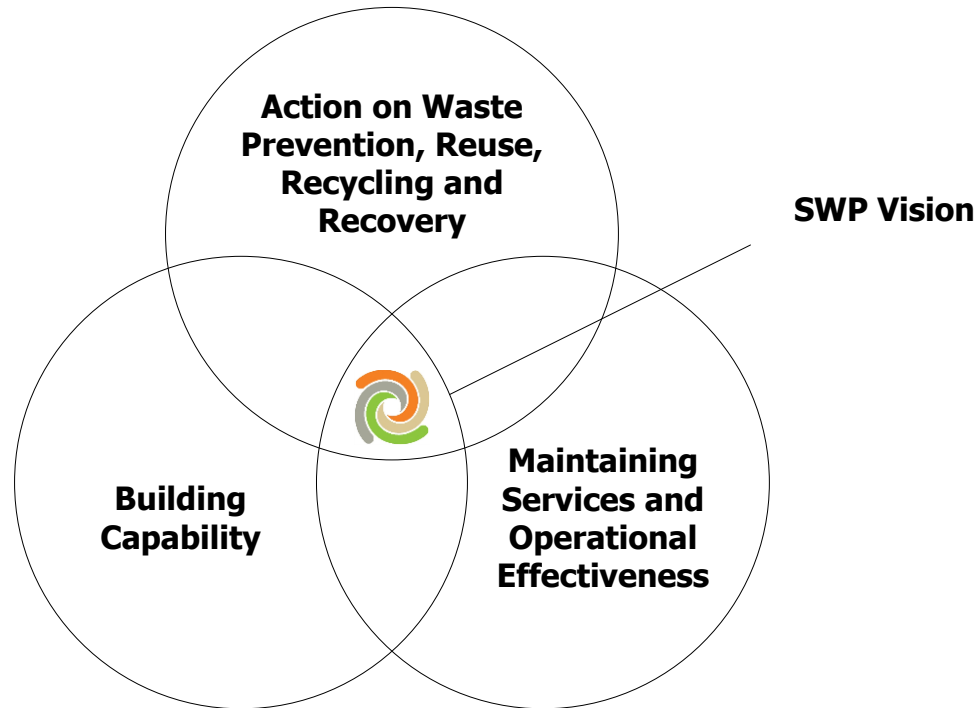 Action on Waste
Prevention, Reuse,
Recycling and
Recovery
SWP Vision
Building
Capability
Maintaining
Services and
Operational
Effectiveness